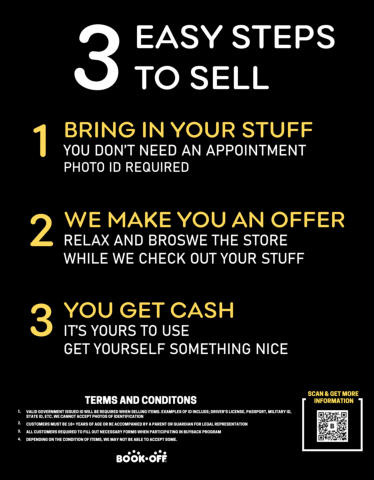 3 EASY STEPS
TO SELL
1 BRING IN YOUR STUFF
YOU DON'T NEED AN APPOINTMENT
PHOTO ID REQUIRED
2 WE MAKE YOU AN OFFER
RELAX AND BROSWE THE STORE
WHILE WE CHECK OUT YOUR STUFF
3 YOU GET CASH
IT'S YOURS TO USE
GET YOURSELF SOMETHING NICE
TERMS AND CONDITONS
1. VALID GOVERNMENT ISSUED ID WILL BE REQUIRED WHEN SELLING ITEMS. EXAMPLES OF ID INCLUDE; DRIVER'S LICENSE, PASSPORT, MILITARY ID,
STATE ID, ETC. WE CANNOT ACCEPT PHOTOS OF IDENTIFICATION
2. CUSTOMERS MUST BE 18+ YEARS OF AGE OR BE ACCOMPANIED BY A PARENT OR GUARDIAN FOR LEGAL REPRESENTATION
3. ALL CUSTOMERS REQUIRED TO FILL OUT NECESSARY FORMS WHEN PARTICIPATING IN BUYBACK PROGRAM
4. DEPENDING ON THE CONDITION OF ITEMS, WE MAY NOT BE ABLE TO ACCEPT SOME.
SCAN & GET MORE
INFORMATION
BOOK·OFF